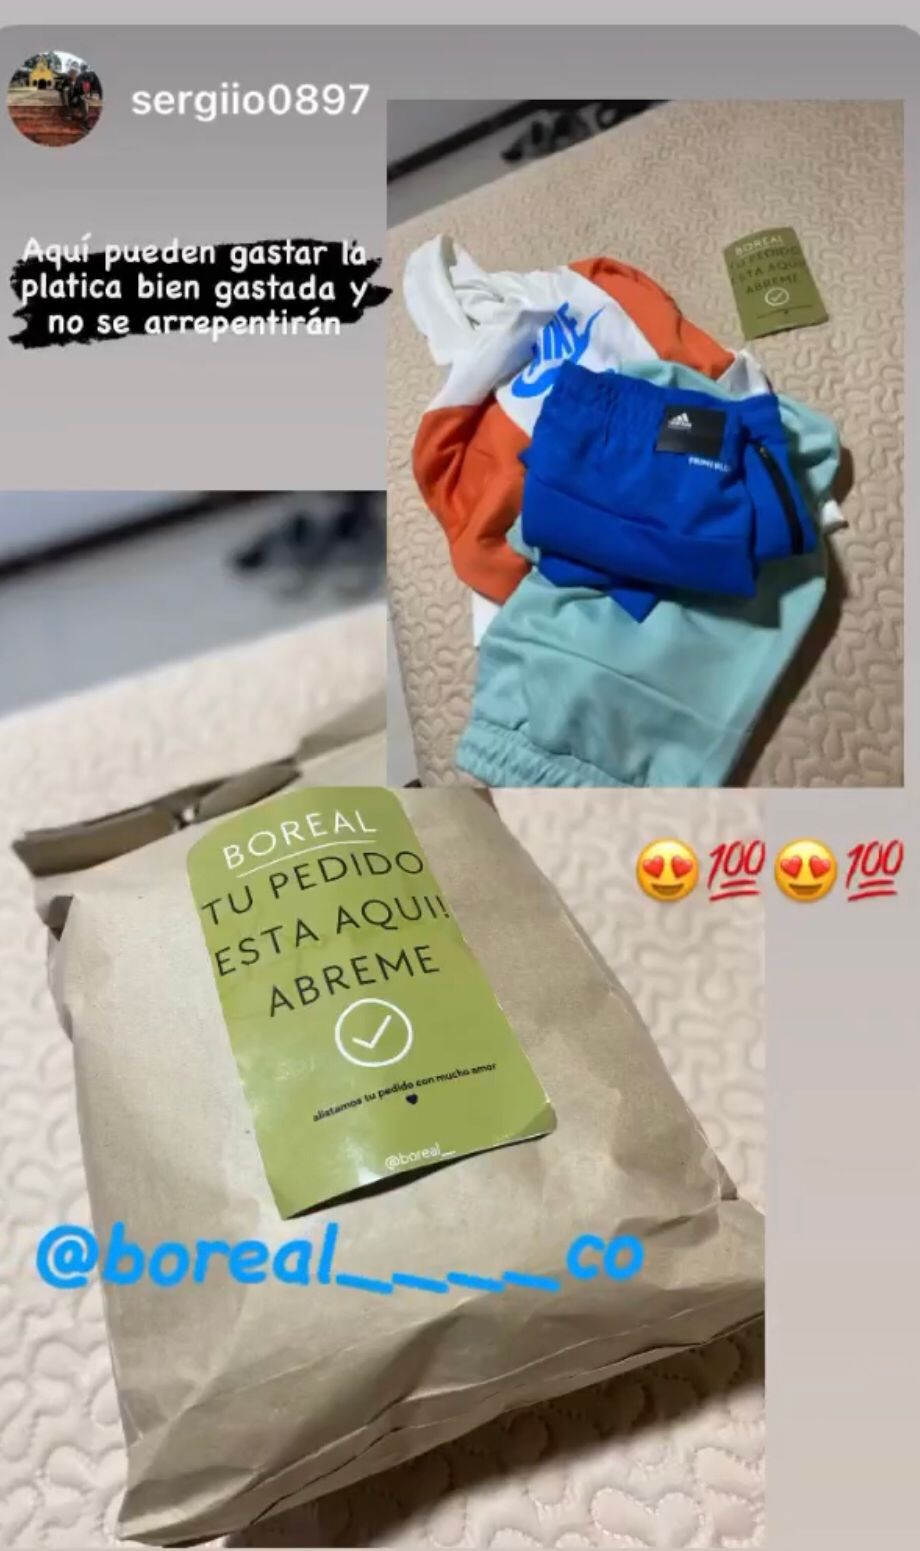 sergiio0897
Aquí pueden gastar la
platica bien gastada y
no se arrepentirán
BOREAL
TU PEDIDO
ESTA AQUI
ABREME
NIKE
adidas
BOREAL
TU PEDIDO
ESTA AQUI!
ABREME
alistamos tu pedido con mucho amor
@boreal__
@boreal____co